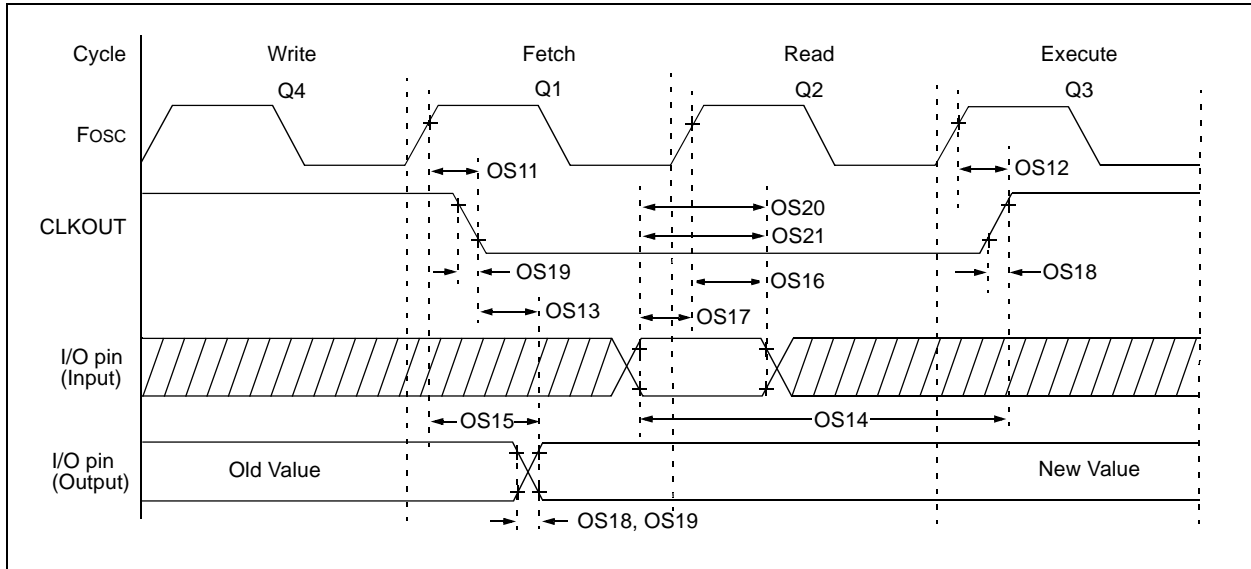 Cycle Write Fetch Read Execute
Q4 Q1 Q2 Q3
FOSC
OS11 OS12
OS20
CLKOUT OS21
OS19 OS16 OS18
OS13 OS17
I/O pin
(Input)
OS15 OS14
I/O pin
(Output)
Old Value New Value
OS18, OS19